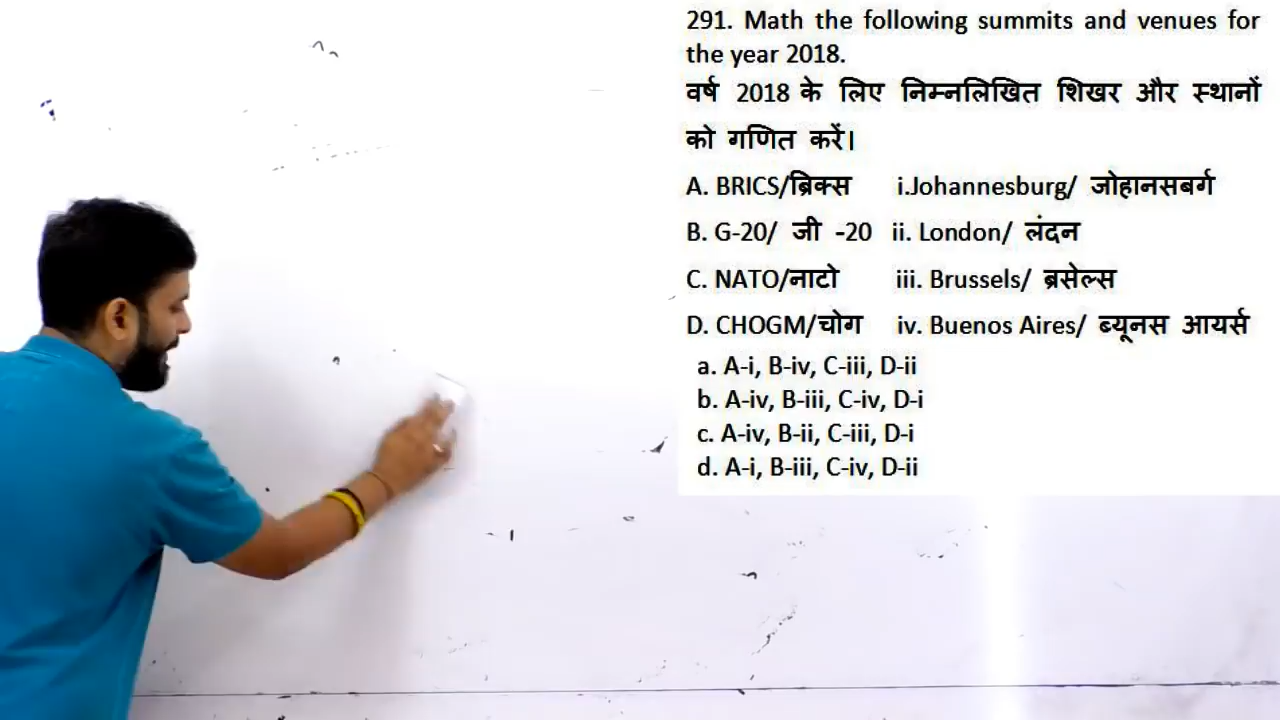 291. Math the following summits and venues for
the year 2018.
वर्ष 2018 के लिए निम्नलिखित शिखर और स्थानों
को गणित करें।
A. BRICS/ब्रिक्स i.Johannesburg/ जोहानसबर्ग
B. G-20/ जी -20 ii. London/ लंदन
C. NATO/नाटो iii. Brussels/ ब्रसेल्स
D. CHOGM/चोग iv. Buenos Aires/ ब्यूनस आयर्स
a. A-i, B-iv, C-iii, D-ii
b. A-iv, B-iii, C-iv, D-i
c. A-iv, B-ii, C-iii, D-i
d. A-i, B-iii, C-iv, D-ii